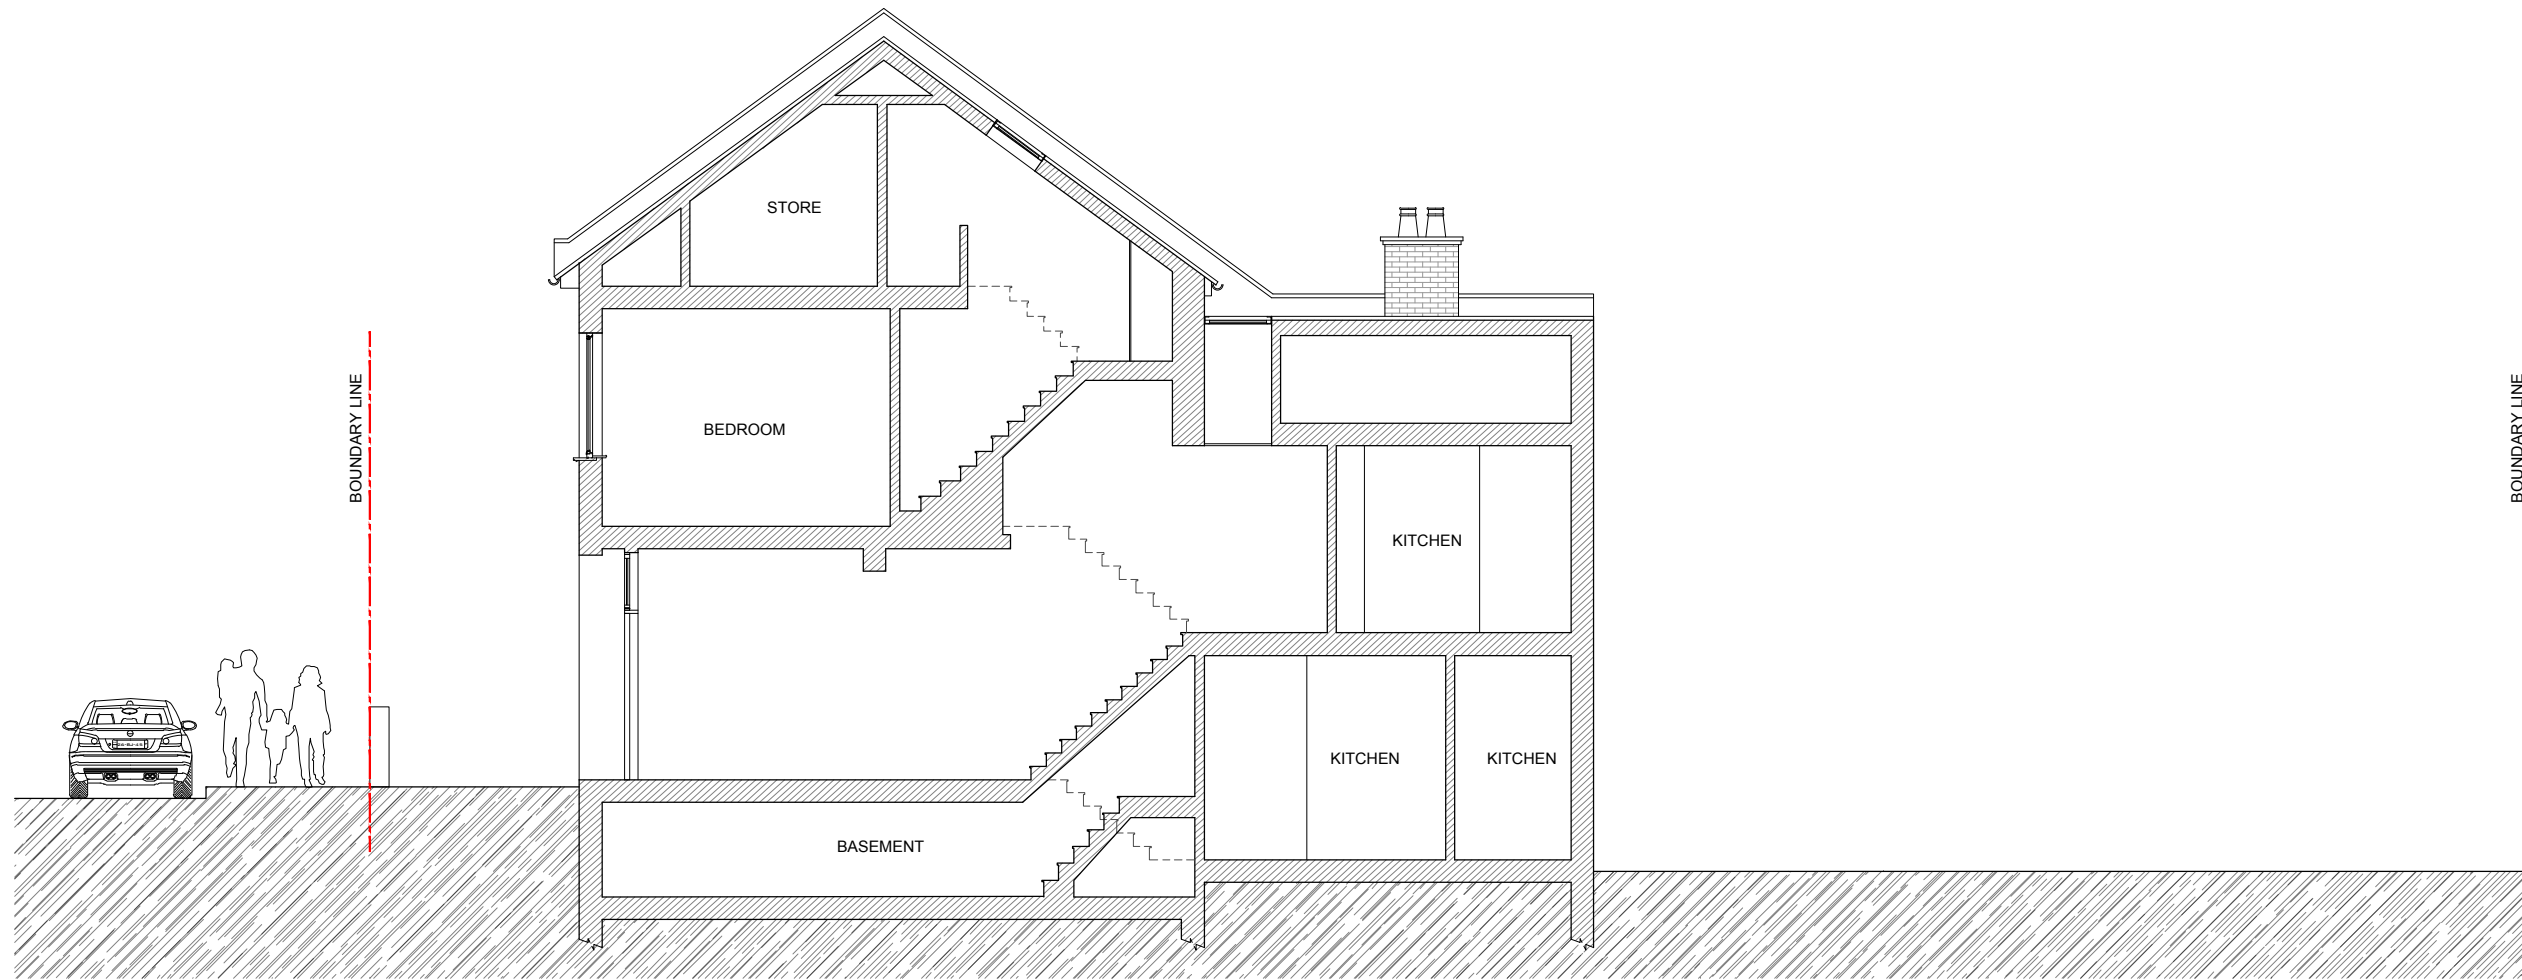 STORE
BOUNDARY LINE
BOUNDARY LINE
BEDROOM
KITCHEN
KITCHEN
KITCHEN
BASEMENT